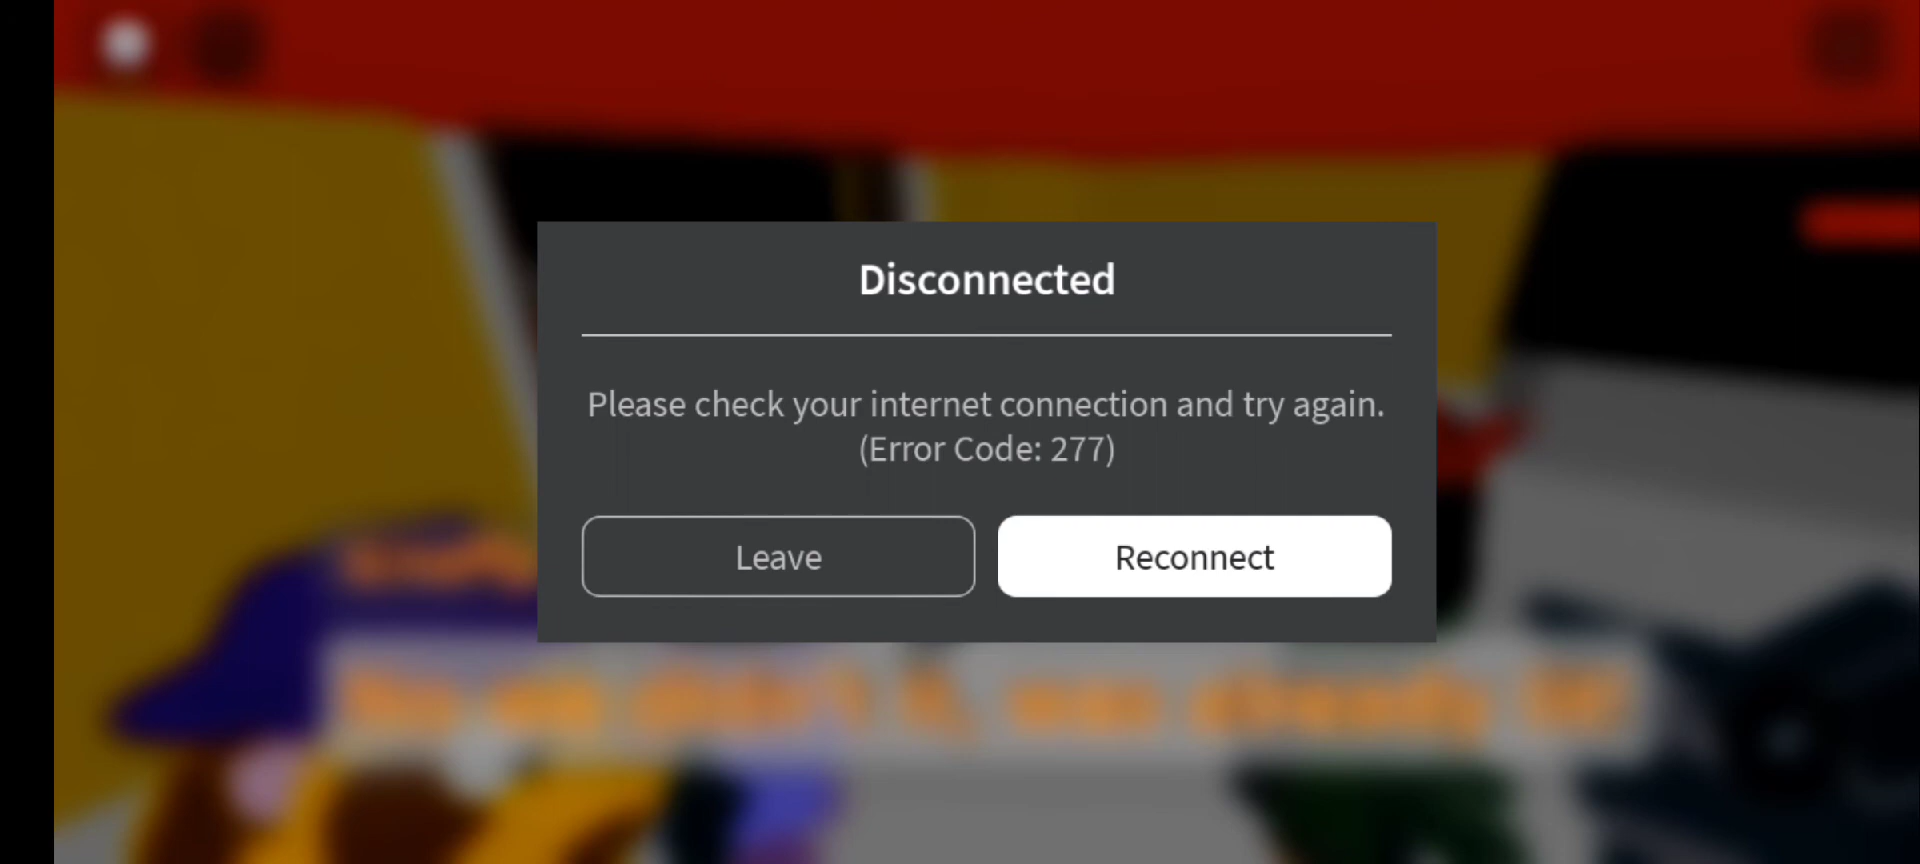 Disconnected
Please check your internet connection and try again.
(Error Code: 277)
Leave
Reconnect